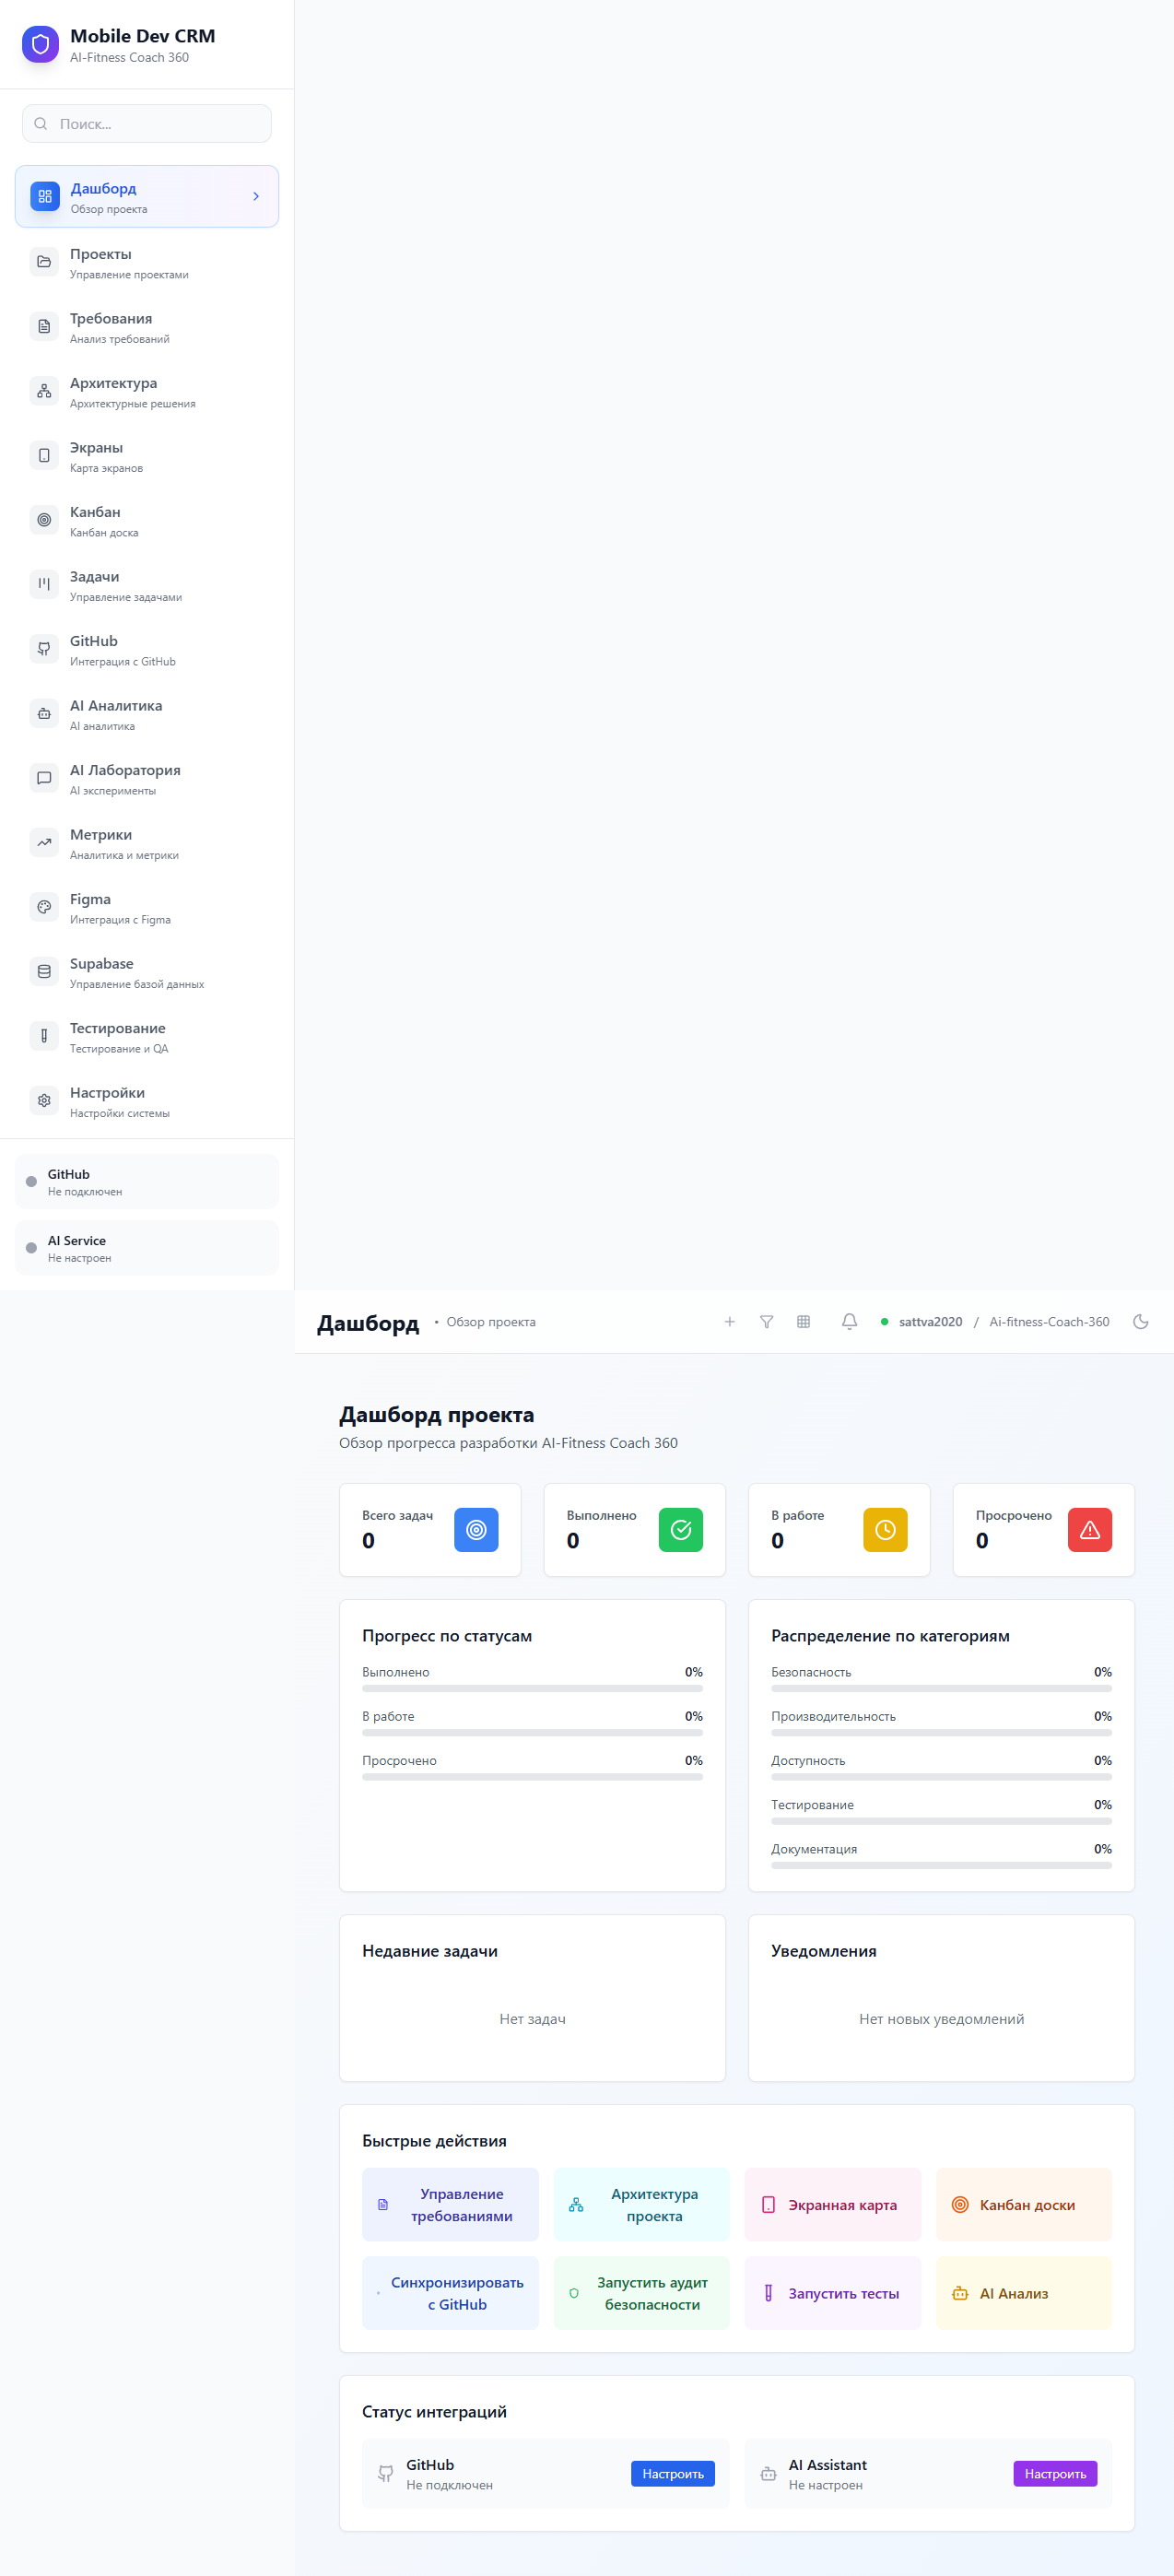 Mobile Dev CRM
AI-Fitness Coach 360
Поиск...
Дашборд
Обзор проекта
Проекты
Управление проектами
Требования
Анализ требований
Архитектура
Архитектурные решения
Экраны
Карта экранов
Канбан
Канбан доска
Задачи
Управление задачами
GitHub
Интеграция с GitHub
AI Аналитика
AI аналитика
AI Лаборатория
AI эксперименты
Метрики
Аналитика и метрики
Figma
Интеграция с Figma
Supabase
Управление базой данных
Тестирование
Тестирование и QA
Настройки
Настройки системы
GitHub
Не подключен
AI Service
Не настроен
Дашборд • Обзор проекта sattva2020 / Ai-fitness-Coach-360
Дашборд проекта
Обзор прогресса разработки AI-Fitness Coach 360
Всего задач
0
Выполнено
0
В работе
0
Просрочено
0
Прогресс по статусам
Выполнено 0%
В работе 0%
Просрочено 0%
Распределение по категориям
Безопасность 0%
Производительность 0%
Доступность 0%
Тестирование 0%
Документация 0%
Недавние задачи
Нет задач
Уведомления
Нет новых уведомлений
Быстрые действия
Управление
требованиями
Архитектура
проекта
Экранная карта
Канбан доски
Синхронизировать
с GitHub
Запустить аудит
безопасности
Запустить тесты
AI Анализ
Статус интеграций
GitHub
Не подключен
Настроить
AI Assistant
Не настроен
Настроить